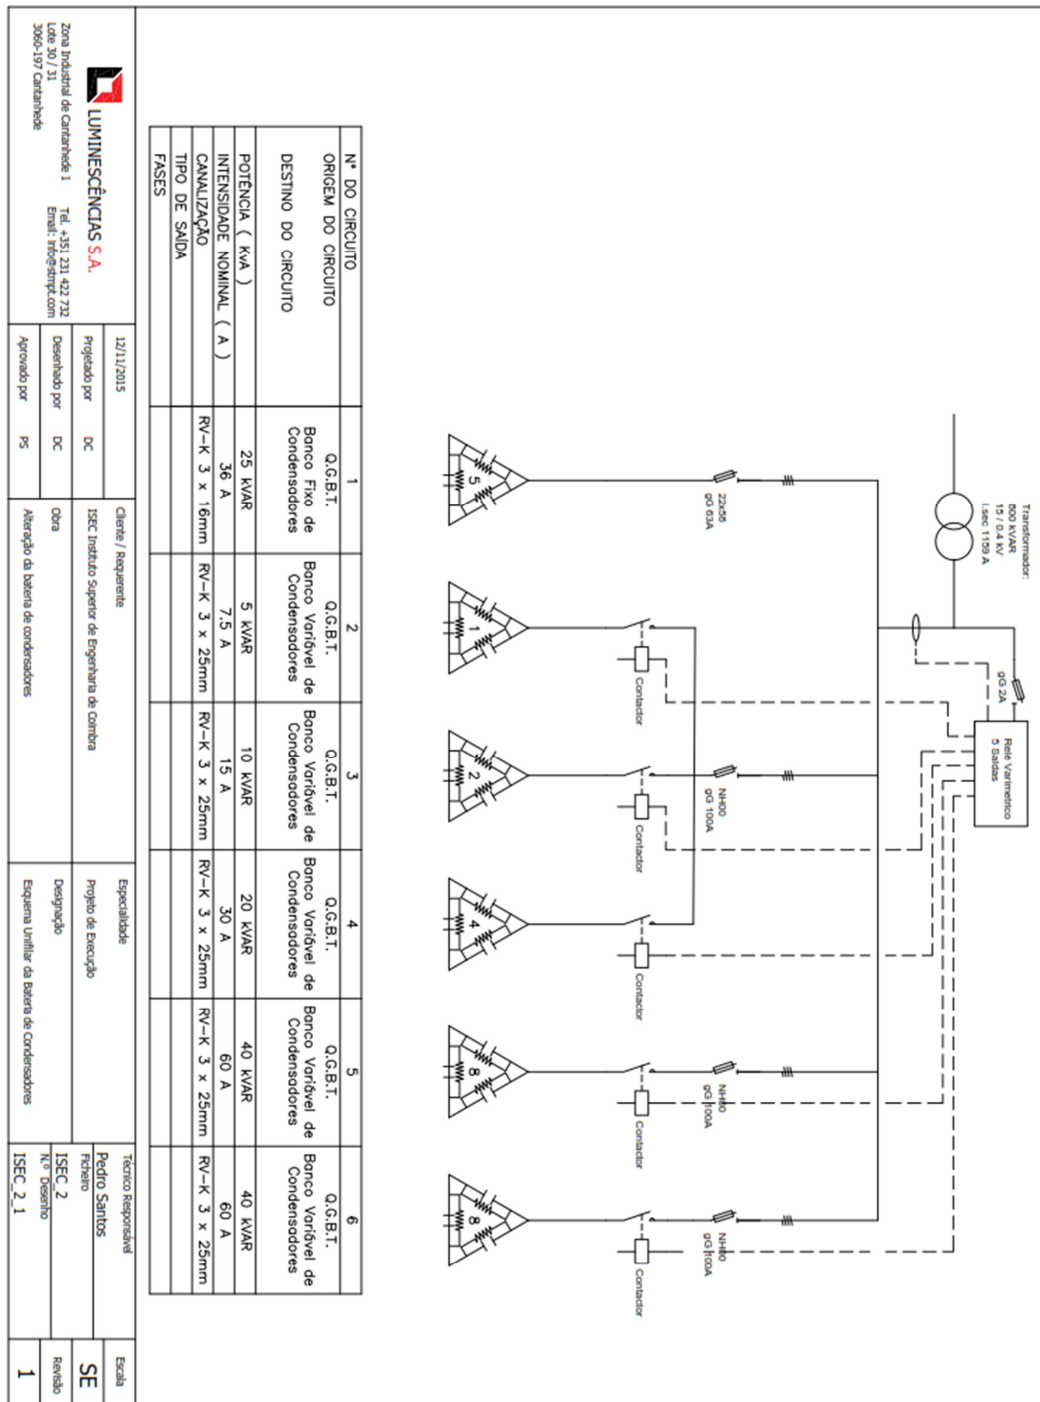 Transformador:
800 kVAR
15 / 0.4 kV
I.sec 1159 A
gG 2A
Relé Varimetrico
5 Saídas
22x58
gG 63A
NH00
gG 100A
NH00
gG 100A
NH00
gG 100A
Contactor
Contactor
Contactor
Contactor
Contactor
5
1
2
4
8
8
Nº DO CIRCUITO 1 2 3 4 5 6
ORIGEM DO CIRCUITO Q.G.B.T. Q.G.B.T. Q.G.B.T. Q.G.B.T. Q.G.B.T. Q.G.B.T.
DESTINO DO CIRCUITO Banco Fixo de Condensadores Banco Variável de Condensadores Banco Variável de Condensadores Banco Variável de Condensadores Banco Variável de Condensadores Banco Variável de Condensadores
POTÊNCIA ( KvA ) 25 kVAR 5 kVAR 10 kVAR 20 kVAR 40 kVAR 40 kVAR
INTENSIDADE NOMINAL ( A ) 36 A 7.5 A 15 A 30 A 60 A 60 A
CANALIZAÇÃO RV-K 3 x 16mm RV-K 3 x 25mm RV-K 3 x 25mm RV-K 3 x 25mm RV-K 3 x 25mm RV-K 3 x 25mm
TIPO DE SAÍDA
FASES
LUMINESCÊNCIAS S.A.
Zona Industrial de Cantanhede 1 Tel. +351 231 422 732
Lote 30 / 31 Email: info@stmpt.com
3060-197 Cantanhede
12/11/2015
Projetado por DC
Desenhado por DC
Aprovado por PS
Cliente / Requerente
ISEC Instituto Superior de Engenharia de Coimbra
Obra
Alteração da bateria de condensadores
Especialidade
Projeto de Execução
Designação
Esquema Unifilar da Bateria de Condensadores
Técnico Responsável
Pedro Santos
Ficheiro
ISEC_2
N.º Desenho
ISEC_2_1
Escala
SE
Revisão
1